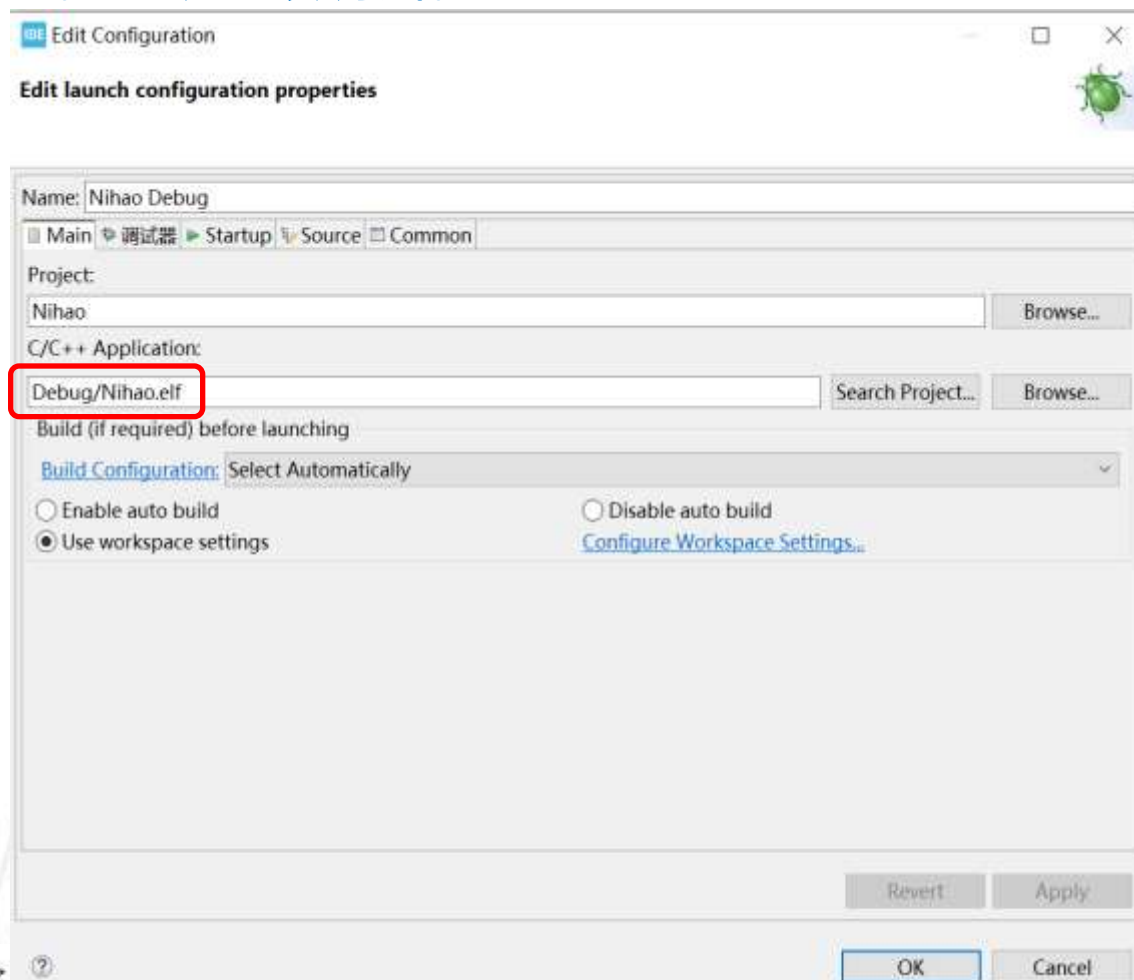 IDE Edit Configuration
Edit launch configuration properties
Name: Nihao Debug
Main 调试器 Startup Source Common
Project:
Nihao Browse...
C/C++ Application:
Debug/Nihao.elf Search Project... Browse...
Build (if required) before launching
Build Configuration: Select Automatically
Enable auto build Disable auto build
Use workspace settings Configure Workspace Settings...
Revert Apply
? OK Cancel